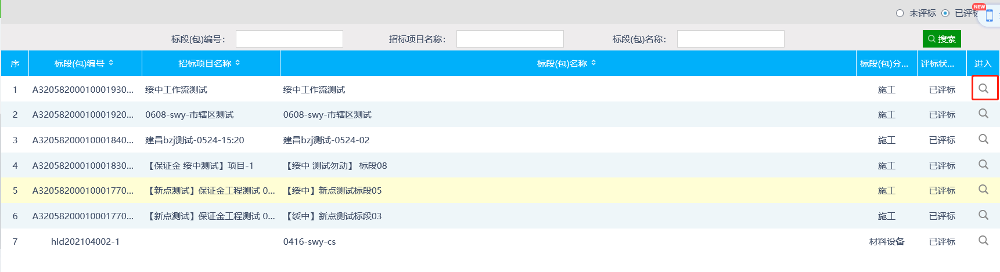 NEW
未评标 已评标
标段(包)编号： 招标项目名称： 标段(包)名称： 搜索
序 标段(包)编号 招标项目名称 标段(包)名称 标段(包)分... 评标状... 进入
1 A32058200010001930... 绥中工作流测试 绥中工作流测试 施工 已评标
2 A32058200010001920... 0608-swy-市辖区测试 0608-swy-市辖区测试 施工 已评标
3 A32058200010001840... 建昌bzj测试-0524-15:20 建昌bzj测试-0524-02 施工 已评标
4 A32058200010001830... 【保证金 绥中测试】项目-1 【绥中 测试勿动】 标段08 施工 已评标
5 A32058200010001770... 【新点测试】保证金工程测试 0... 【绥中】新点测试标段05 施工 已评标
6 A32058200010001770... 【新点测试】保证金工程测试 0... 【绥中】新点测试标段03 施工 已评标
7 hld202104002-1 0416-swy-cs 材料设备 已评标